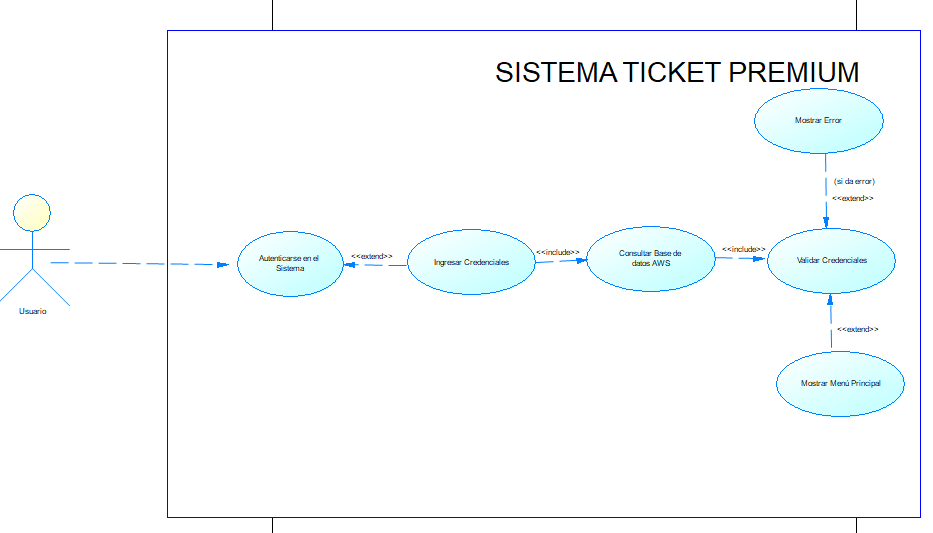 SISTEMA TICKET PREMIUM
Mostrar Error
(si da error)
<<extend>>
Autenticarse en el
Sistema
<<extend>>
Ingresar Credenciales
<<include>>
Consultar Base de
datos AWS
<<include>>
Validar Credenciales
Usuario
<<extend>>
Mostrar Menú Principal